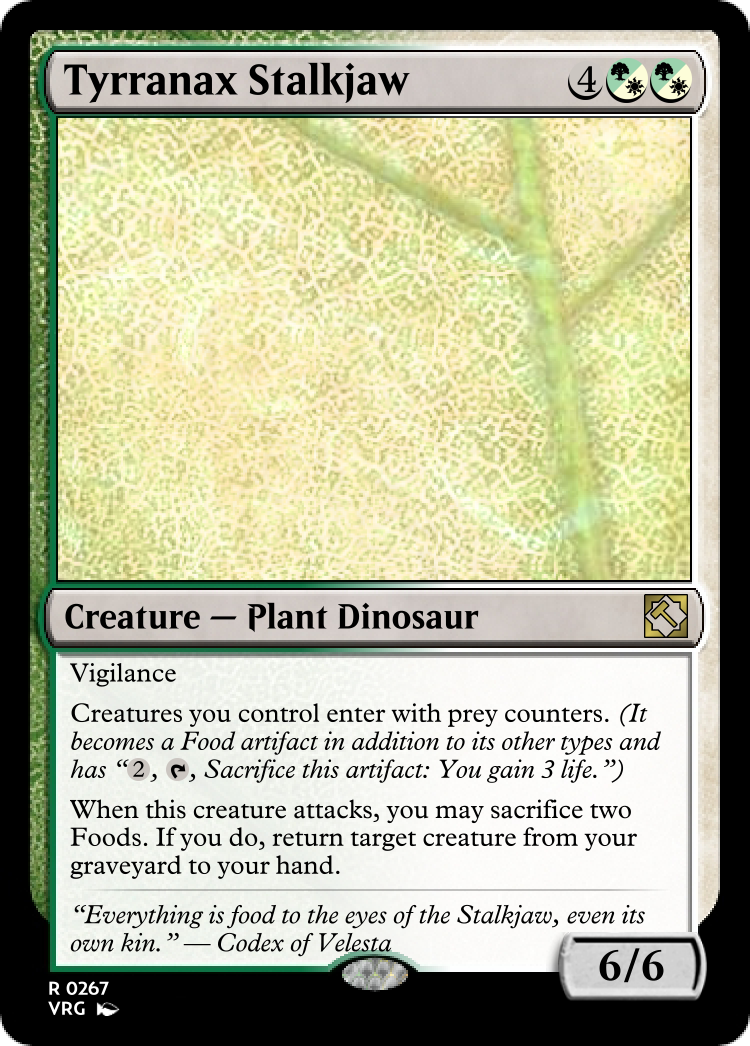 Tyrranax Stalkjaw 4
Creature — Plant Dinosaur
Vigilance
Creatures you control enter with prey counters. (It
becomes a Food artifact in addition to its other types and
has “2, , Sacrifice this artifact: You gain 3 life.”)
When this creature attacks, you may sacrifice two
Foods. If you do, return target creature from your
graveyard to your hand.
“Everything is food to the eyes of the Stalkjaw, even its
own kin.” — Codex of Velesta
6/6
R 0267
VRG